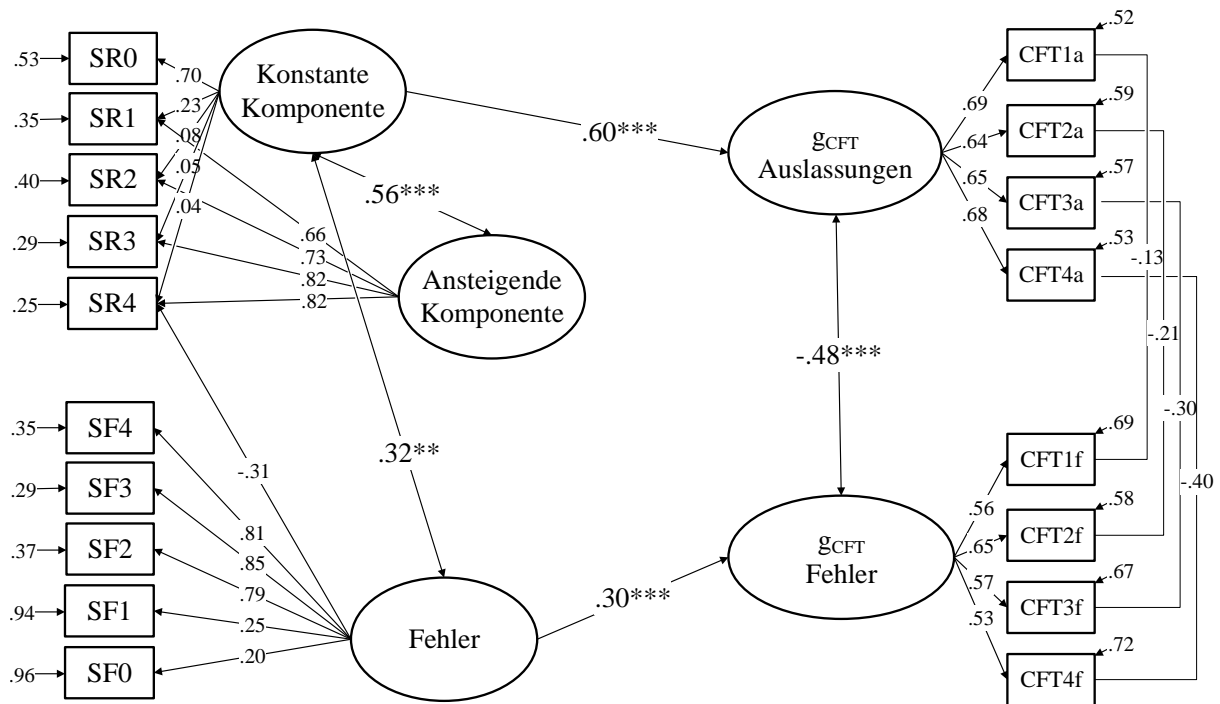 .53
SR0
.35
SR1
.40
SR2
.29
SR3
.25
SR4
.70
.23
.08
.05
.04
Konstante
Komponente
.56***
.66
.73
.82
.82
Ansteigende
Komponente
.60***
.32**
-.31
.35
SF4
.29
SF3
.37
SF2
.94
SF1
.96
SF0
.81
.85
.79
.25
.20
Fehler
.30***
gCFT
Auslassungen
-.48***
gCFT
Fehler
.69
.64
.65
.68
CFT1a
.52
CFT2a
.59
CFT3a
.57
CFT4a
.53
-.13
-.21
-.30
-.40
.56
.65
.57
.53
CFT1f
.69
CFT2f
.58
CFT3f
.67
CFT4f
.72